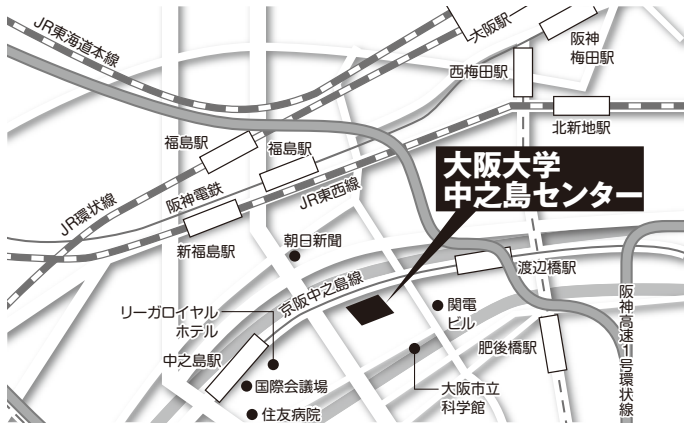 JR東海道本線
大阪駅
阪神
梅田駅
西梅田駅
北新地駅
福島駅
福島駅
大阪大学
中之島センター
阪神電鉄
JR東西線
JR環状線
新福島駅
朝日新聞
渡辺橋駅
京阪中之島線
リーガロイヤル
ホテル
関電
ビル
阪神高速1号環状線
中之島駅
肥後橋駅
国際会議場
大阪市立
科学館
住友病院